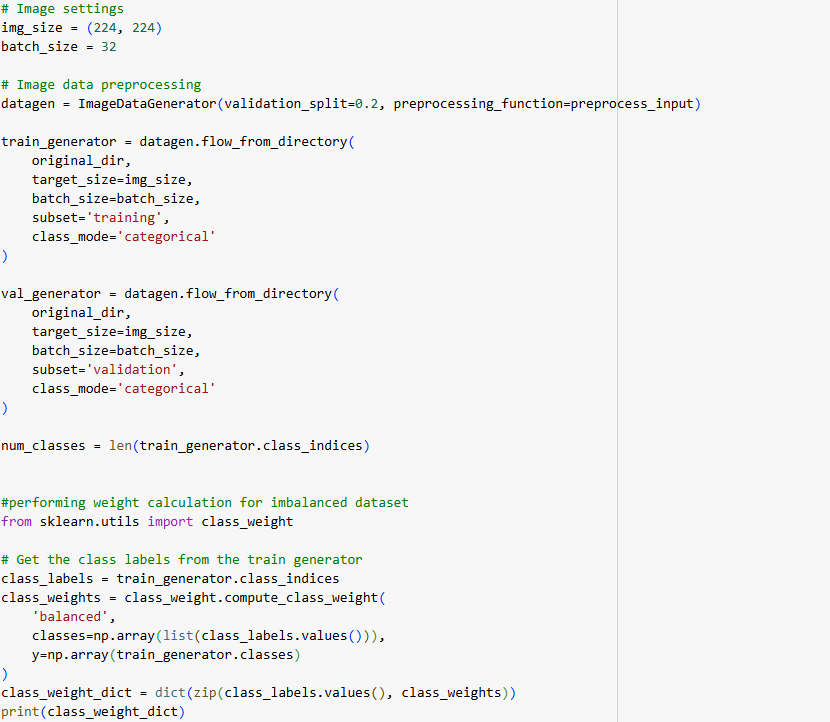 # Image settings
img_size = (224, 224)
batch_size = 32
# Image data preprocessing
datagen = ImageDataGenerator(validation_split=0.2, preprocessing_function=preprocess_input)
train_generator = datagen.flow_from_directory(
    original_dir,
    target_size=img_size,
    batch_size=batch_size,
    subset='training',
    class_mode='categorical'
)
val_generator = datagen.flow_from_directory(
    original_dir,
    target_size=img_size,
    batch_size=batch_size,
    subset='validation',
    class_mode='categorical'
)
num_classes = len(train_generator.class_indices)
#performing weight calculation for imbalanced dataset
from sklearn.utils import class_weight
# Get the class labels from the train generator
class_labels = train_generator.class_indices
class_weights = class_weight.compute_class_weight(
    'balanced',
    classes=np.array(list(class_labels.values())),
    y=np.array(train_generator.classes)
)
class_weight_dict = dict(zip(class_labels.values(), class_weights))
print(class_weight_dict)